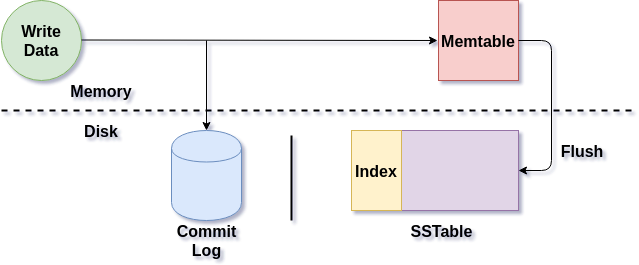 Write
Data
Memtable
Memory
Disk
Index
Flush
Commit
Log
SSTable